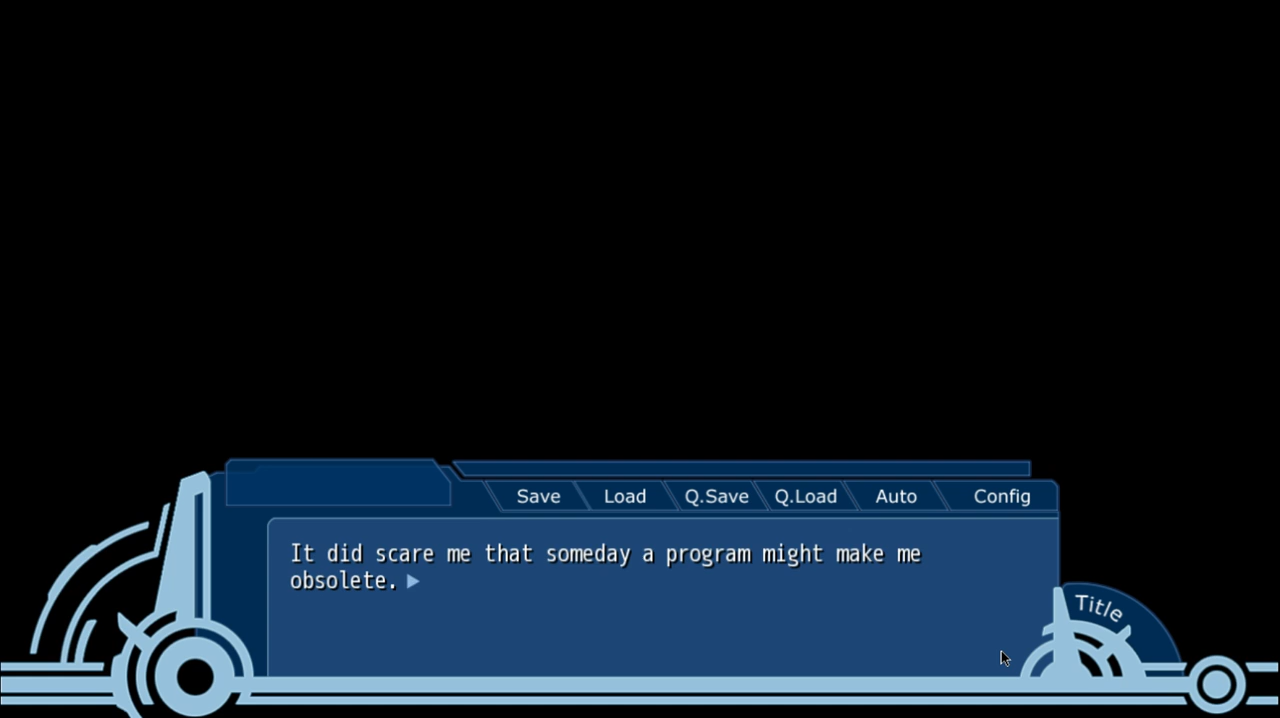 Save Load Q.Save Q.Load Auto Config
It did scare me that someday a program might make me
obsolete.
Title